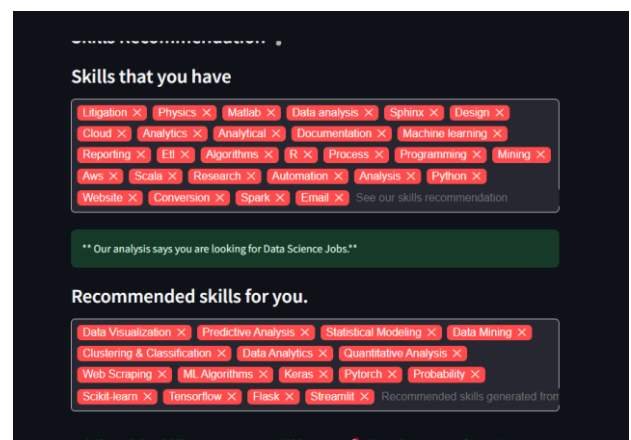 Skills Recommendation
Skills that you have
Litigation × Physics × Matlab × Data analysis × Sphinx × Design ×
Cloud × Analytics × Analytical × Documentation × Machine learning ×
Reporting × Etl × Algorithms × R × Process × Programming × Mining ×
Aws × Scala × Research × Automation × Analysis × Python ×
Website × Conversion × Spark × Email × See our skills recommendation
** Our analysis says you are looking for Data Science Jobs.**
Recommended skills for you.
Data Visualization × Predictive Analysis × Statistical Modeling × Data Mining ×
Clustering & Classification × Data Analytics × Quantitative Analysis ×
Web Scraping × ML Algorithms × Keras × Pytorch × Probability ×
Scikit-learn × Tensorflow × Flask × Streamlit × Recommended skills generated from